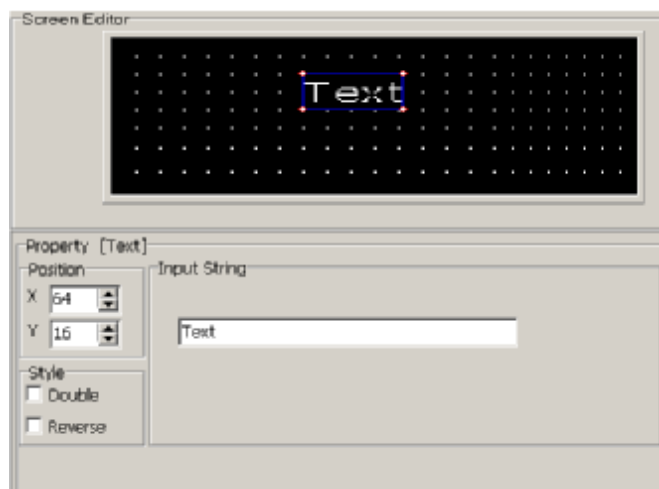 Screen Editor
Text
Property [Text]
Position
Input String
X 64
Y 16
Text
Style
Double
Reverse